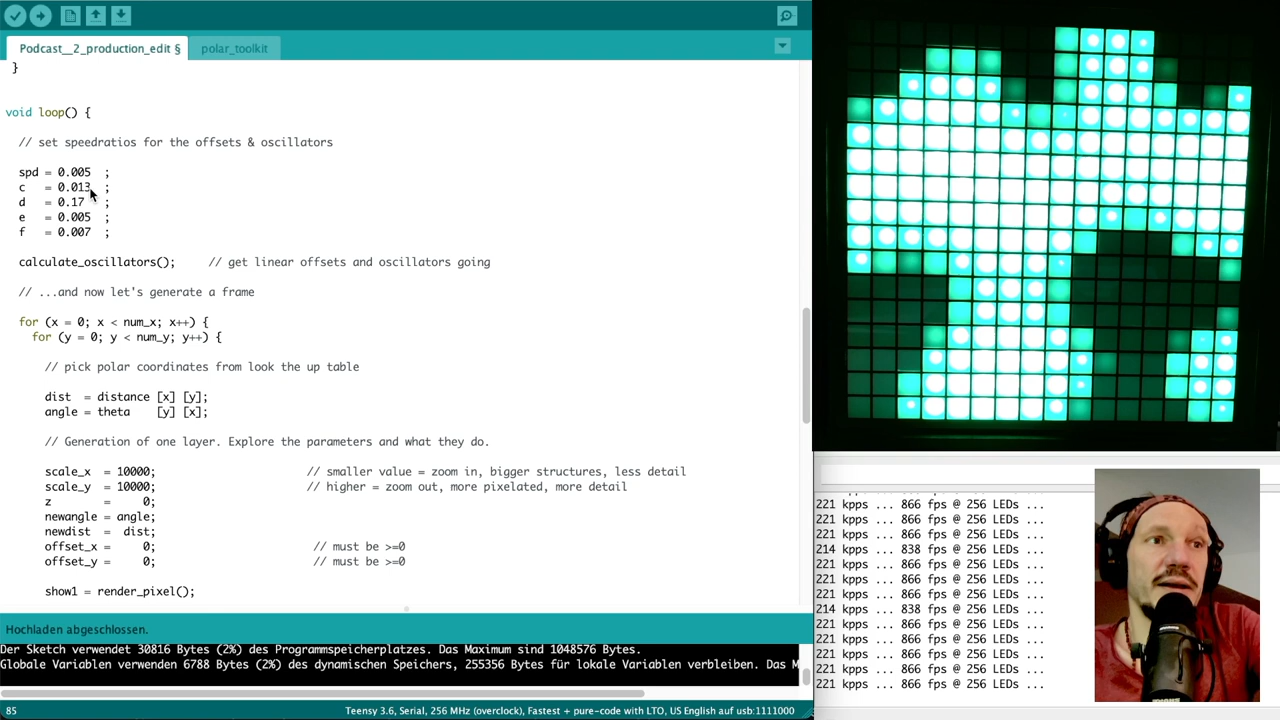 Podcast__2_production_edit §
polar_toolkit
}
void loop() {
// set speedratios for the offsets & oscillators
spd = 0.005 ;
c = 0.013 ;
d = 0.17 ;
e = 0.005 ;
f = 0.007 ;
calculate_oscillators(); // get linear offsets and oscillators going
// ...and now let's generate a frame
for (x = 0; x < num_x; x++) {
for (y = 0; y < num_y; y++) {
// pick polar coordinates from look the up table
dist = distance [x] [y];
angle = theta [y] [x];
// Generation of one layer. Explore the parameters and what they do.
scale_x = 10000; // smaller value = zoom in, bigger structures, less detail
scale_y = 10000; // higher = zoom out, more pixelated, more detail
z = 0;
newangle = angle;
newdist = dist;
offset_x = 0; // must be >=0
offset_y = 0; // must be >=0
show1 = render_pixel();
Hochladen abgeschlossen.
Der Sketch verwendet 30816 Bytes (2%) des Programmspeicherplatzes. Das Maximum sind 1048576 Bytes.
Globale Variablen verwenden 6788 Bytes (2%) des dynamischen Speichers, 255356 Bytes für lokale Variablen verbleiben. Das M
85
Teensy 3.6, Serial, 256 MHz (overclock), Fastest + pure-code with LTO, US English auf usb:1111000
221 kpps ... 866 fps @ 256 LEDs ...
221 kpps ... 866 fps @ 256 LEDs ...
221 kpps ... 866 fps @ 256 LEDs ...
214 kpps ... 838 fps @ 256 LEDs ...
221 kpps ... 866 fps @ 256 LEDs ...
221 kpps ... 866 fps @ 256 LEDs ...
221 kpps ... 866 fps @ 256 LEDs ...
214 kpps ... 838 fps @ 256 LEDs ...
221 kpps ... 866 fps @ 256 LEDs ...
221 kpps ... 866 fps @ 256 LEDs ...
221 kpps ... 866 fps @ 256 LEDs ...
221 kpps ... 866 fps @ 256 LEDs ...
221 kpps ... 866 fps @ 256 LEDs ...